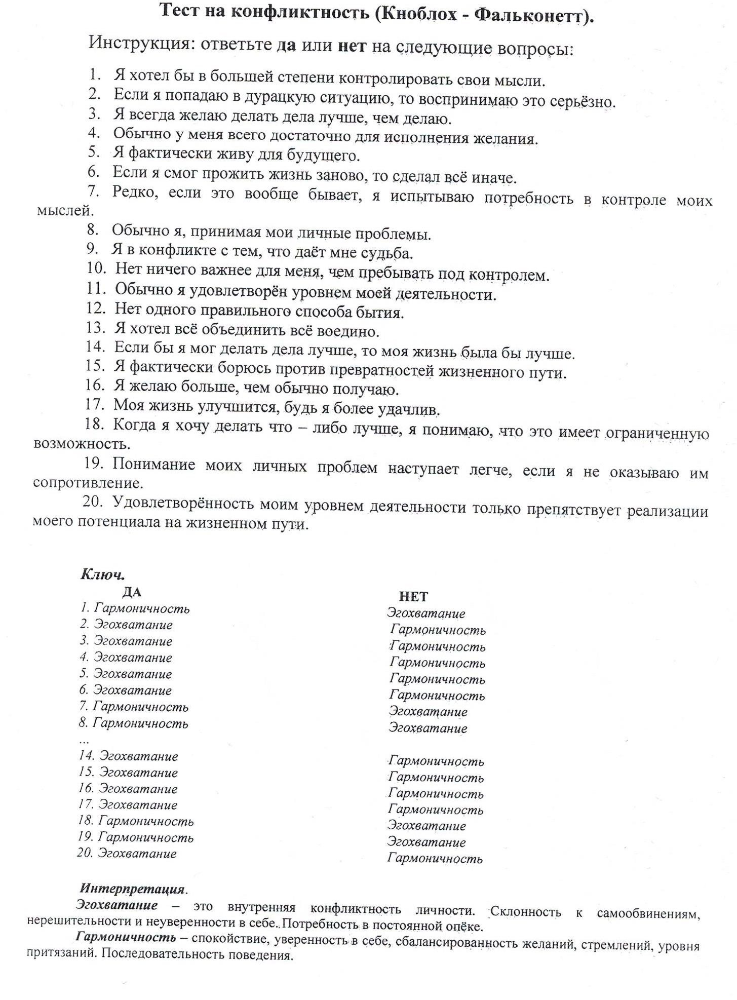 Тест на конфликтность (Кноблох - Фальконетт).
Инструкция: ответьте да или нет на следующие вопросы:
1. Я хотел бы в большей степени контролировать свои мысли.
2. Если я попадаю в дурацкую ситуацию, то воспринимаю это серьёзно.
3. Я всегда желаю делать дела лучше, чем делаю.
4. Обычно у меня всего достаточно для исполнения желания.
5. Я фактически живу для будущего.
6. Если я смог прожить жизнь заново, то сделал всё иначе.
7. Редко, если это вообще бывает, я испытываю потребность в контроле моих
мыслей.
8. Обычно я, принимая мои личные проблемы.
9. Я в конфликте с тем, что даёт мне судьба.
10. Нет ничего важнее для меня, чем пребывать под контролем.
11. Обычно я удовлетворён уровнем моей деятельности.
12. Нет одного правильного способа бытия.
13. Я хотел всё объединить всё воедино.
14. Если бы я мог делать дела лучше, то моя жизнь была бы лучше.
15. Я фактически борюсь против превратностей жизненного пути.
16. Я желаю больше, чем обычно получаю.
17. Моя жизнь улучшится, будь я более удачлив.
18. Когда я хочу делать что – либо лучше, я понимаю, что это имеет ограниченную
возможность.
19. Понимание моих личных проблем наступает легче, если я не оказываю им
сопротивление.
20. Удовлетворённость моим уровнем деятельности только препятствует реализации
моего потенциала на жизненном пути.
Ключ.
ДА НЕТ
1. Гармоничность Эгохватание
2. Эгохватание Гармоничность
3. Эгохватание Гармоничность
4. Эгохватание Гармоничность
5. Эгохватание Гармоничность
6. Эгохватание Гармоничность
7. Гармоничность Эгохватание
8. Гармоничность Эгохватание
...
14. Эгохватание Гармоничность
15. Эгохватание Гармоничность
16. Эгохватание Гармоничность
17. Эгохватание Гармоничность
18. Гармоничность Эгохватание
19. Гармоничность Эгохватание
20. Эгохватание Гармоничность
Интерпретация.
Эгохватание – это внутренняя конфликтность личности. Склонность к самообвинениям,
нерешительности и неуверенности в себе. Потребность в постоянной опёке.
Гармоничность – спокойствие, уверенность в себе, сбалансированность желаний, стремлений, уровня
притязаний. Последовательность поведения.